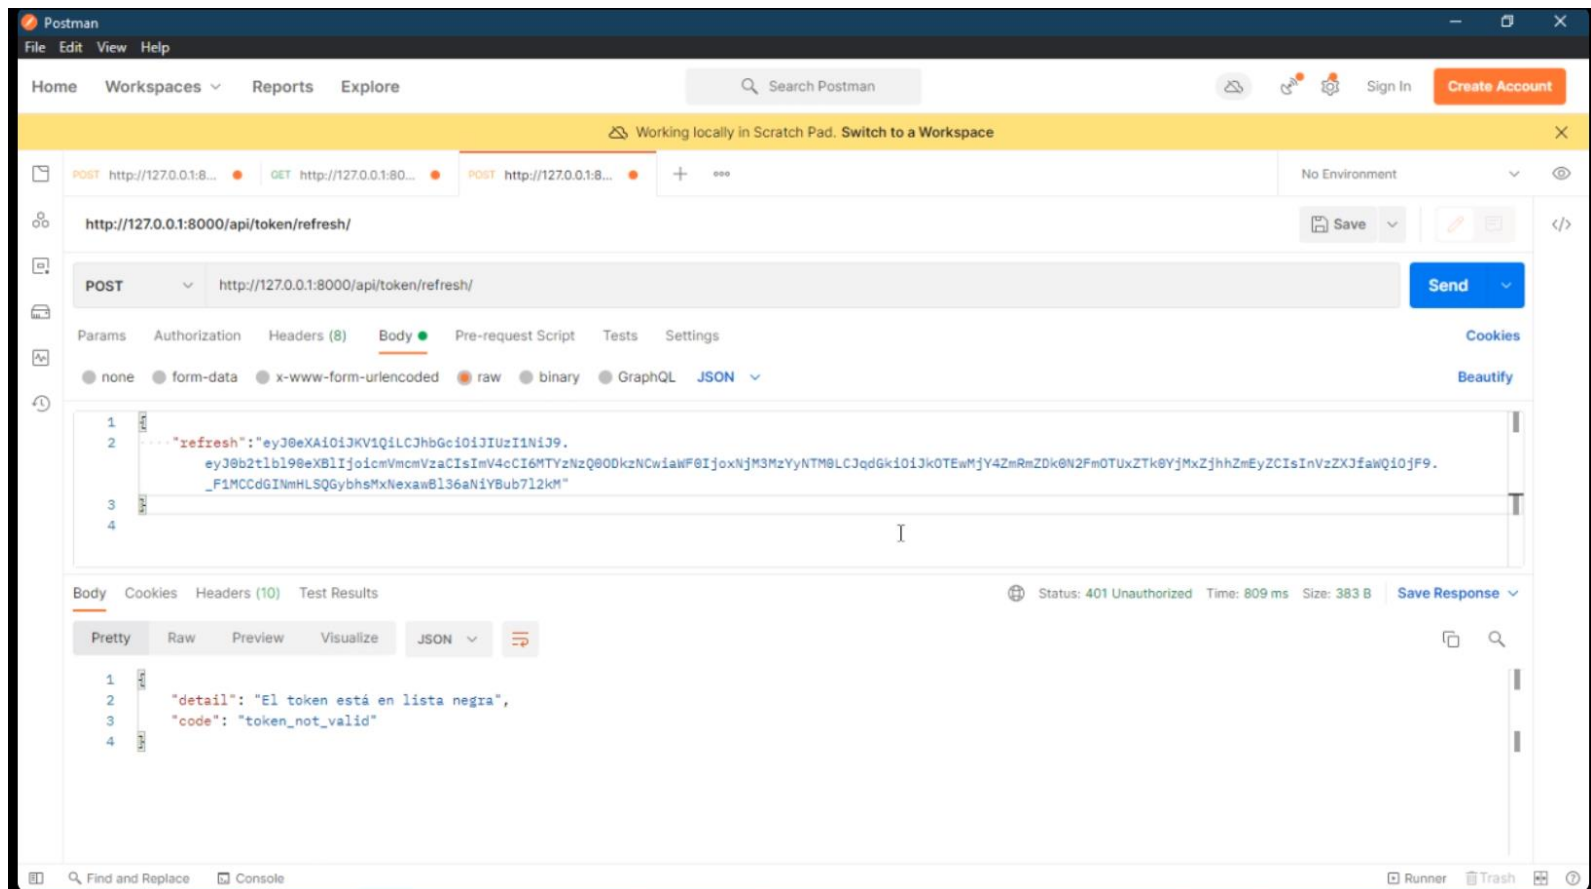 Postman
File Edit View Help
Home Workspaces Reports Explore Search Postman Sign In Create Account
Working locally in Scratch Pad. Switch to a Workspace
POST http://127.0.0.1:8... GET http://127.0.0.1:80... POST http://127.0.0.1:8... + ooo No Environment
http://127.0.0.1:8000/api/token/refresh/ Save </>
POST http://127.0.0.1:8000/api/token/refresh/ Send
Params Authorization Headers (8) Body Pre-request Script Tests Settings Cookies
none form-data x-www-form-urlencoded raw binary GraphQL JSON Beautify
1 {
2 "refresh":"eyJ0eXAiOiJKV1QiLCJhbGciOiJIUzI1NiJ9.
eyJ0b2tlbl90eXBlIjoicmVmcmVzaCIsImV4cCI6MTYzNzQ0ODkzNCwiaWF0IjoxNjM3MzYyNTM0LCJqdGkiOiJkOTEwMjY4ZmRmZDk0N2FmOTUxZTk0YjMxZjhhZmEyZCIsInVzZXJfaWQiOjF9.
_F1MCCdGINmHLSQGybhsMxNexawBl36aNiYBub7l2kM"
3 }
4
Body Cookies Headers (10) Test Results Status: 401 Unauthorized Time: 809 ms Size: 383 B Save Response
Pretty Raw Preview Visualize JSON
1 {
2 "detail": "El token está en lista negra",
3 "code": "token_not_valid"
4 }
Find and Replace Console Runner Trash